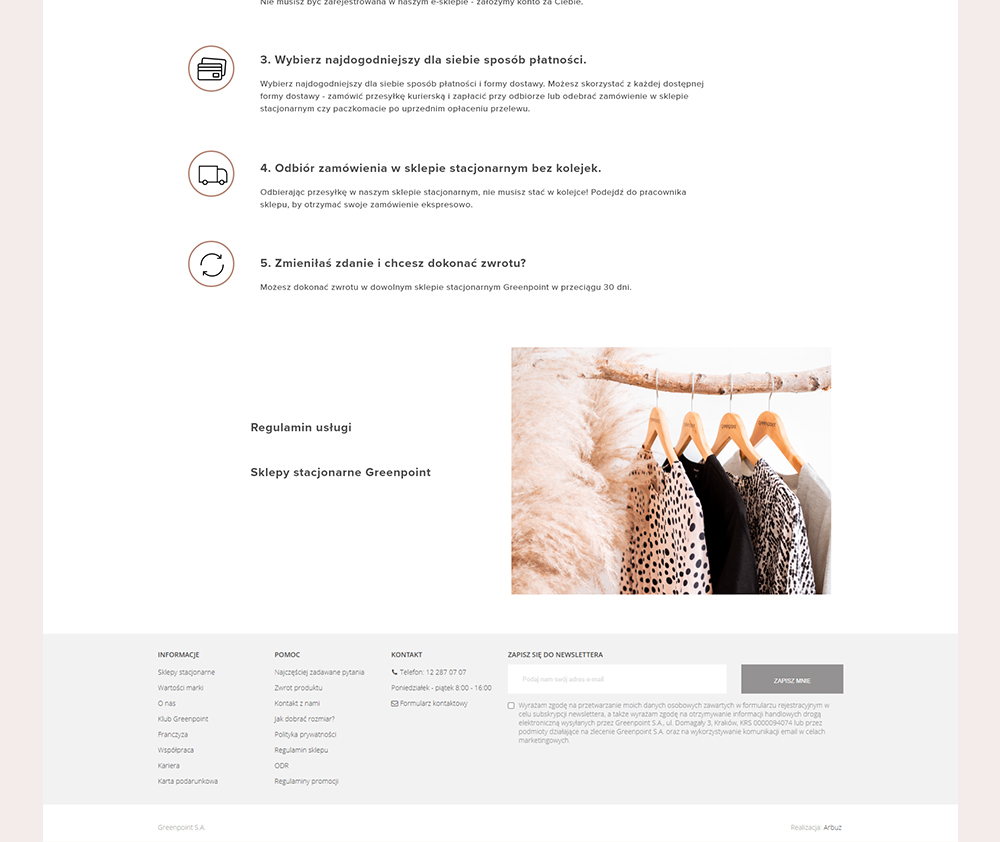 Nie musisz być zarejestrowana w naszym e-sklepie - założymy konto za Ciebie.
3. Wybierz najdogodniejszy dla siebie sposób płatności.
Wybierz najdogodniejszy dla siebie sposób płatności i formy dostawy. Możesz skorzystać z każdej dostępnej
formy dostawy - zamówić przesyłkę kurierską i zapłacić przy odbiorze lub odebrać zamówienie w sklepie
stacjonarnym czy paczkomacie po uprzednim opłaceniu przelewu.
4. Odbiór zamówienia w sklepie stacjonarnym bez kolejek.
Odbierając przesyłkę w naszym sklepie stacjonarnym, nie musisz stać w kolejce! Podejdź do pracownika
sklepu, by otrzymać swoje zamówienie ekspresowo.
5. Zmieniłaś zdanie i chcesz dokonać zwrotu?
Możesz dokonać zwrotu w dowolnym sklepie stacjonarnym Greenpoint w przeciągu 30 dni.
Regulamin usługi
Sklepy stacjonarne Greenpoint
INFORMACJE
Sklepy stacjonarne
Wartości marki
O nas
Klub Greenpoint
Franczyza
Współpraca
Kariera
Karta podarunkowa
POMOC
Najczęściej zadawane pytania
Zwrot produktu
Kontakt z nami
Jak dobrać rozmiar?
Polityka prywatności
Regulamin sklepu
ODR
Regulaminy promocji
KONTAKT
Telefon: 12 287 07 07
Poniedziałek - piątek 8:00 - 16:00
Formularz kontaktowy
ZAPISZ SIĘ DO NEWSLETTERA
Podaj nam swój adres e-mail
ZAPISZ MNIE
Wyrażam zgodę na przetwarzanie moich danych osobowych zawartych w formularzu rejestracyjnym w
celu subskrypcji newslettera, a także wyrażam zgodę na otrzymywanie informacji handlowych drogą
elektroniczną wysyłanych przez Greenpoint S.A., ul. Domagały 3, Kraków, KRS 0000094074 lub przez
podmioty działające na zlecenie Greenpoint S.A. oraz na wykorzystywanie komunikacji email w celach
marketingowych.
Greenpoint S.A.
Realizacja: Arbuz